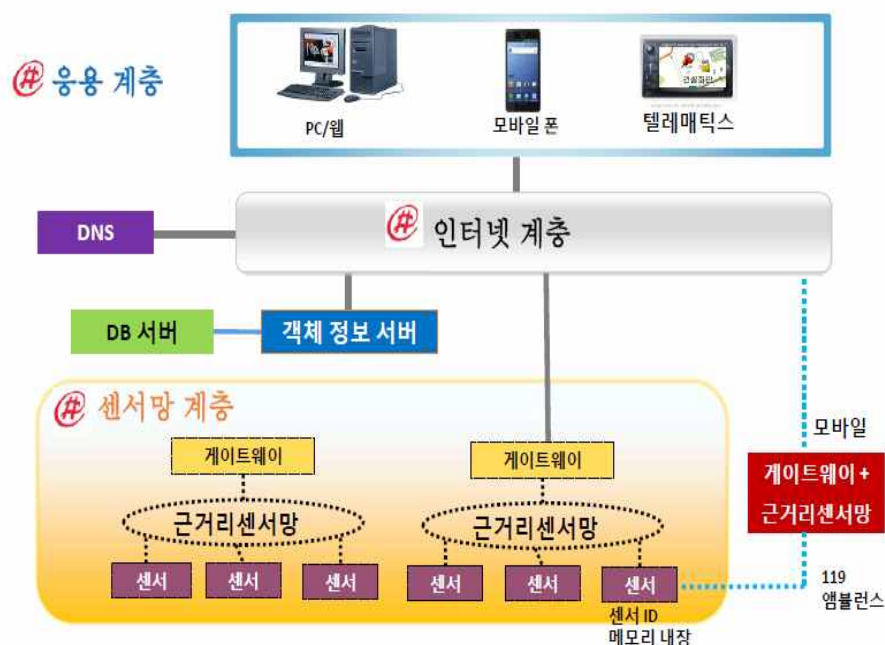 응용 계층
건설화면
PC/웹
모바일 폰
텔레매틱스
DNS
인터넷 계층
DB 서버
객체 정보 서버
센서망 계층
모바일
게이트웨이
게이트웨이
게이트웨이 +
근거리센서망
근거리센서망
근거리센서망
센서
센서
센서
센서
센서
센서
센서 ID
메모리 내장
119
앰뷸런스